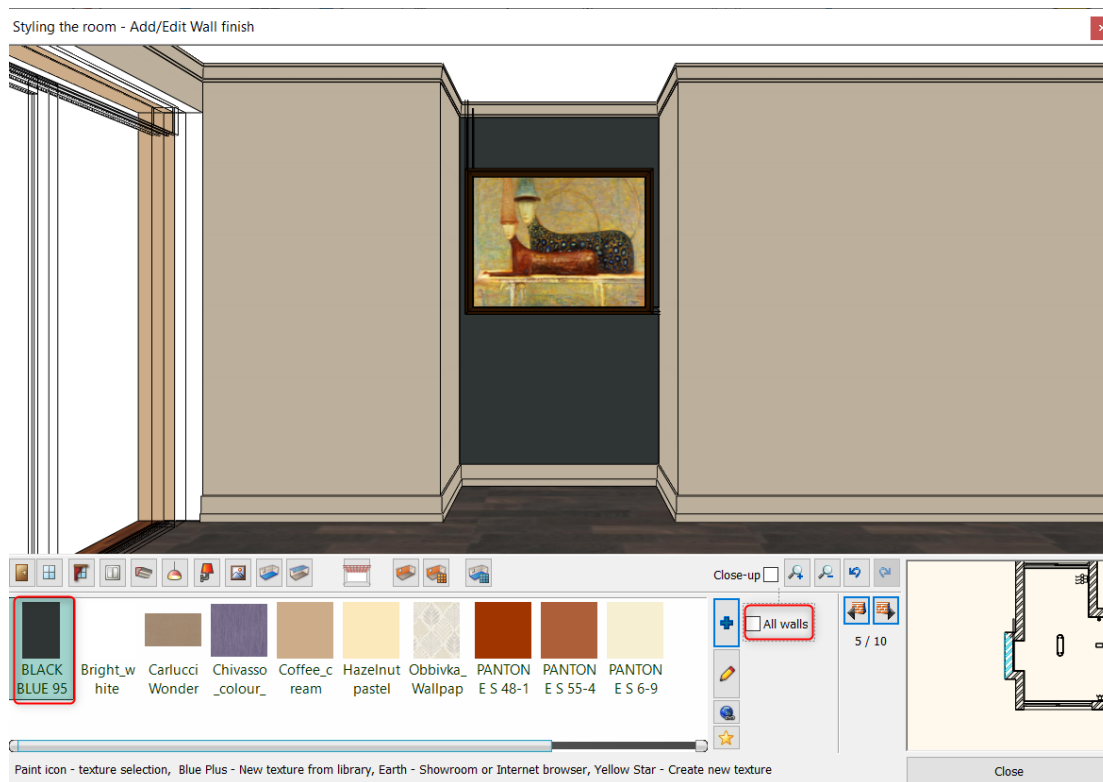 Styling the room - Add/Edit Wall finish
Close-up
All walls
5 / 10
BLACK
BLUE 95
Bright_w
hite
Carlucci
Wonder
Chivasso
_colour_
Coffee_c
ream
Hazelnut
pastel
Obbivka_
Wallpap
PANTON
E S 48-1
PANTON
E S 55-4
PANTON
E S 6-9
Paint icon - texture selection, Blue Plus - New texture from library, Earth - Showroom or Internet browser, Yellow Star - Create new texture
Close